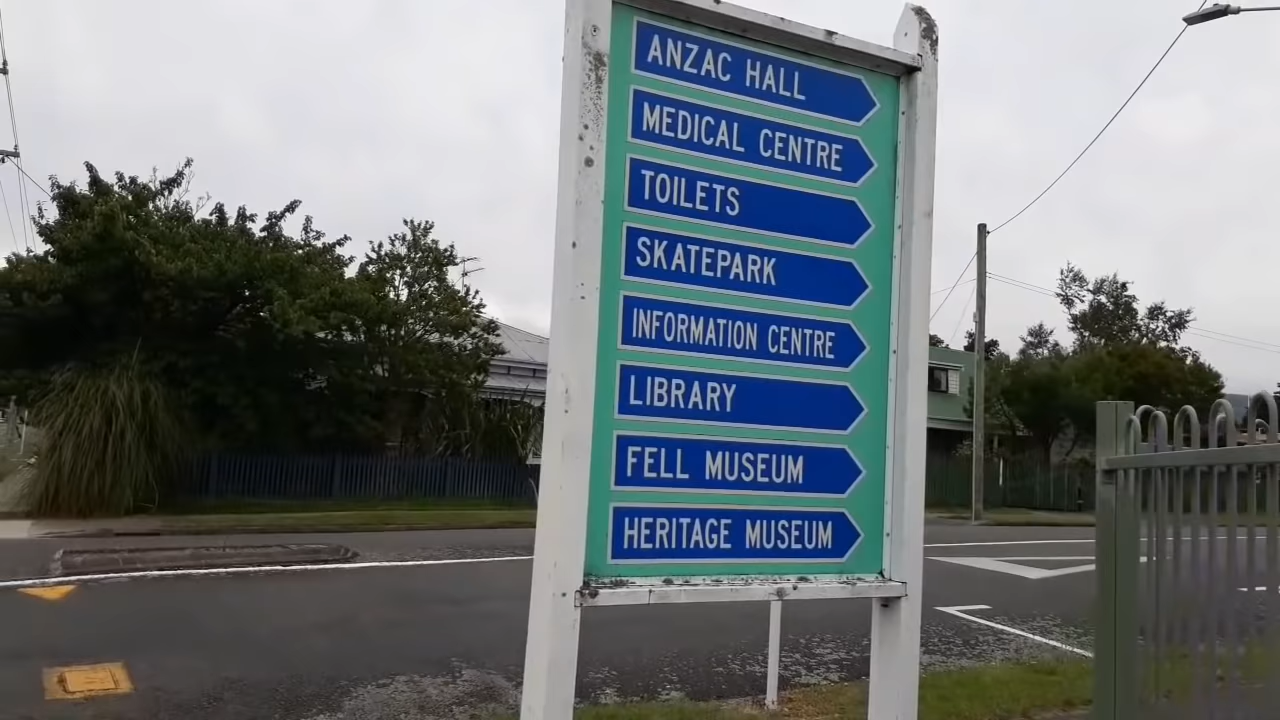 ANZAC HALL
MEDICAL CENTRE
TOILETS
SKATEPARK
INFORMATION CENTRE
LIBRARY
FELL MUSEUM
HERITAGE MUSEUM